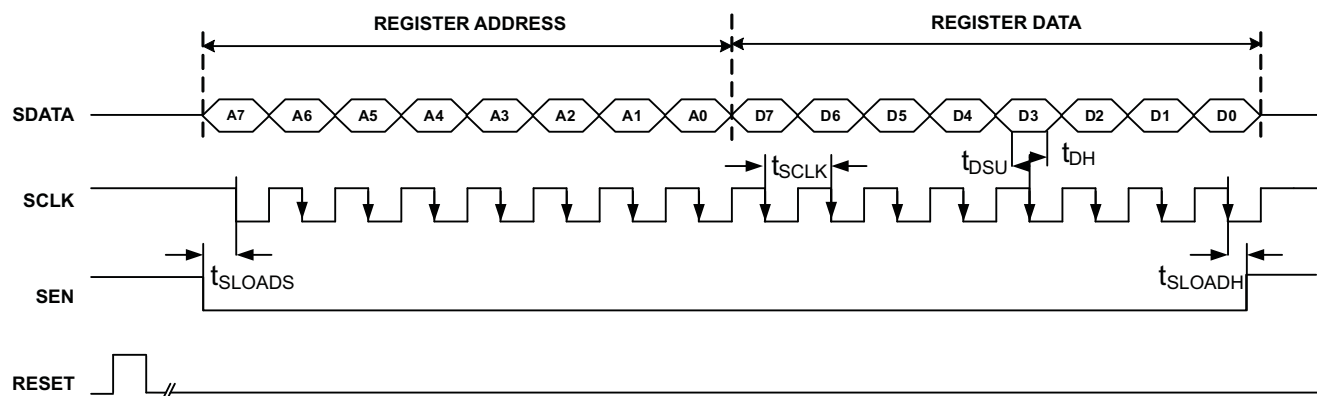 REGISTER ADDRESS REGISTER DATA
SDATA A7 A6 A5 A4 A3 A2 A1 A0 D7 D6 D5 D4 D3 D2 D1 D0
tSCLK tDSU tDH
SCLK
tSLOADS tSLOADH
SEN
RESET